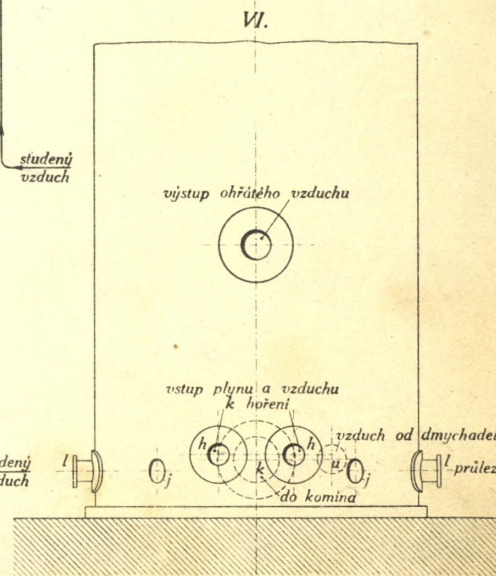 VI.
studený
vzduch
výstup ohřátého vzduchu
vstup plynu a vzduchu
k hoření
h
h
vzduch od dmychadel
l
j
k
u
j
l průlez
do komína